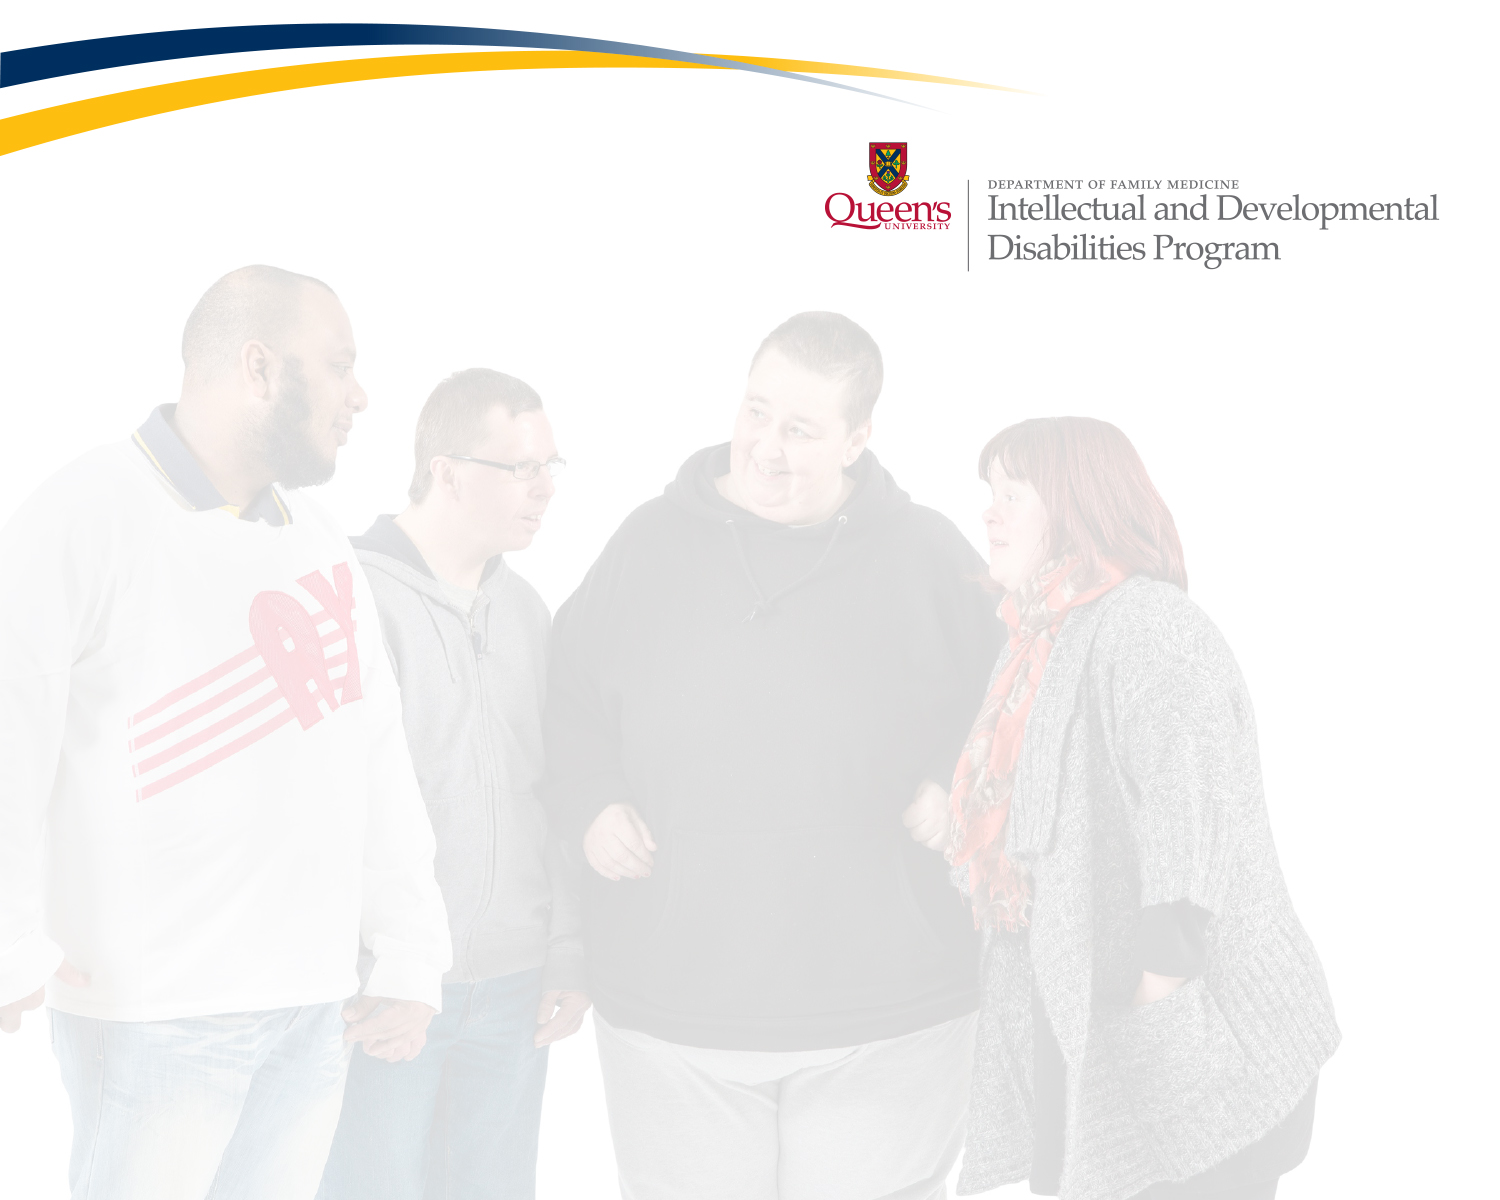 Queen's
UNIVERSITY
DEPARTMENT OF FAMILY MEDICINE
Intellectual and Developmental
Disabilities Program